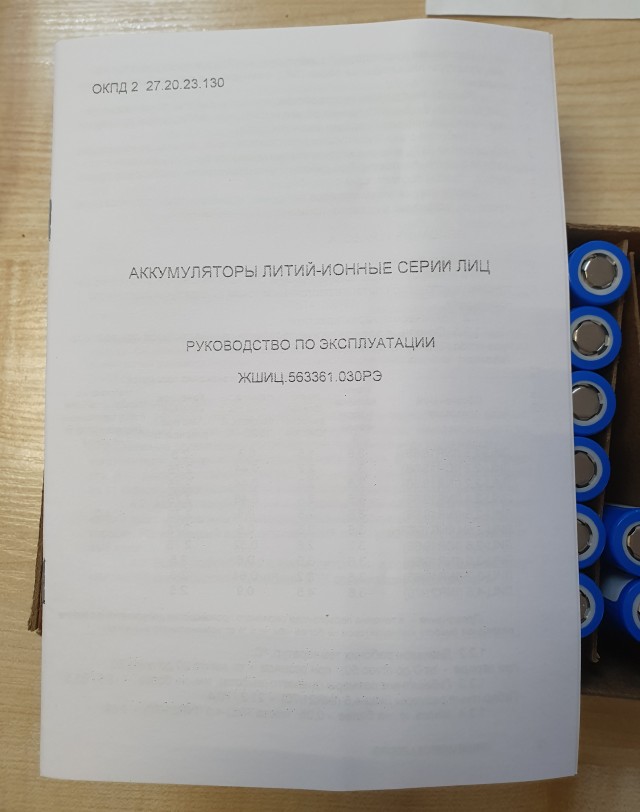 ОКПД 2 27.20.23.130
АККУМУЛЯТОРЫ ЛИТИЙ-ИОННЫЕ СЕРИИ ЛИЦ
РУКОВОДСТВО ПО ЭКСПЛУАТАЦИИ
ЖШИЦ.563361.030РЭ